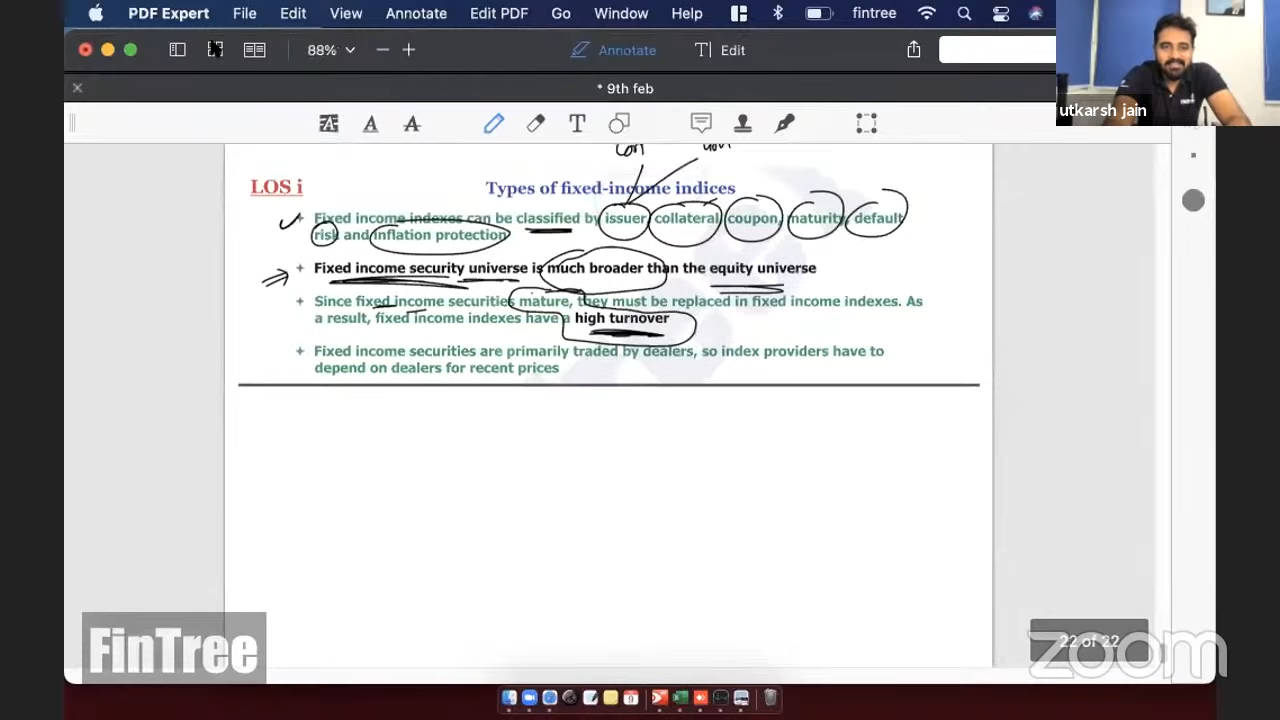 PDF Expert File Edit View Annotate Edit PDF Go Window Help fintree
88% Annotate T| Edit
* 9th feb
utkarsh jain
LOS i Types of fixed-income indices
Fixed income indexes can be classified by issuer, collateral, coupon, maturity, default
risk and inflation protection
Fixed income security universe is much broader than the equity universe
Since fixed income securities mature, they must be replaced in fixed income indexes. As
a result, fixed income indexes have a high turnover
Fixed income securities are primarily traded by dealers, so index providers have to
depend on dealers for recent prices
FinTree
22 of 22
zoom